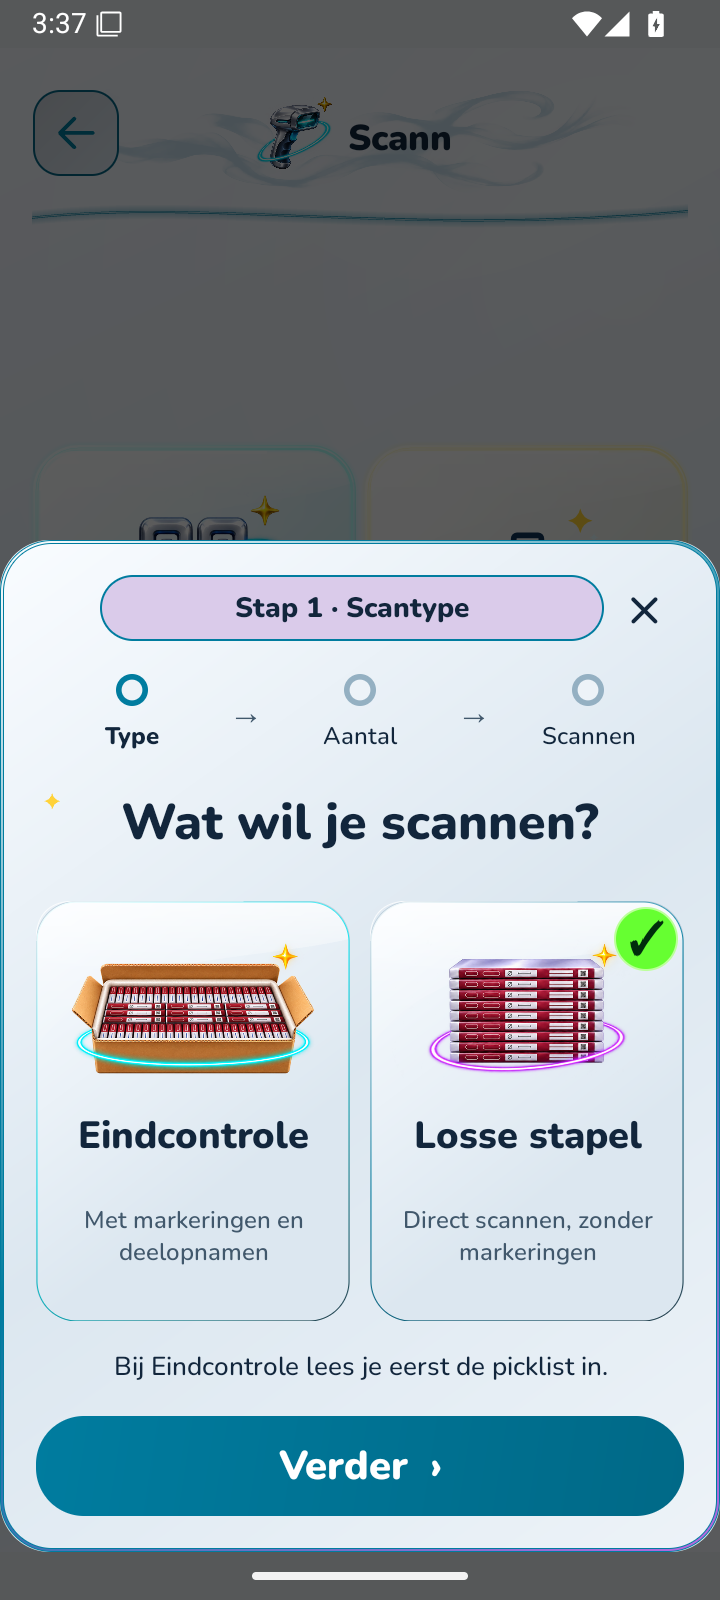 3:37
Scann
Stap 1 · Scantype
Type
→
Aantal
→
Scannen
Wat wil je scannen?
Eindcontrole
Losse stapel
Met markeringen en
deelopnamen
Direct scannen, zonder
markeringen
Bij Eindcontrole lees je eerst de picklist in.
Verder ›